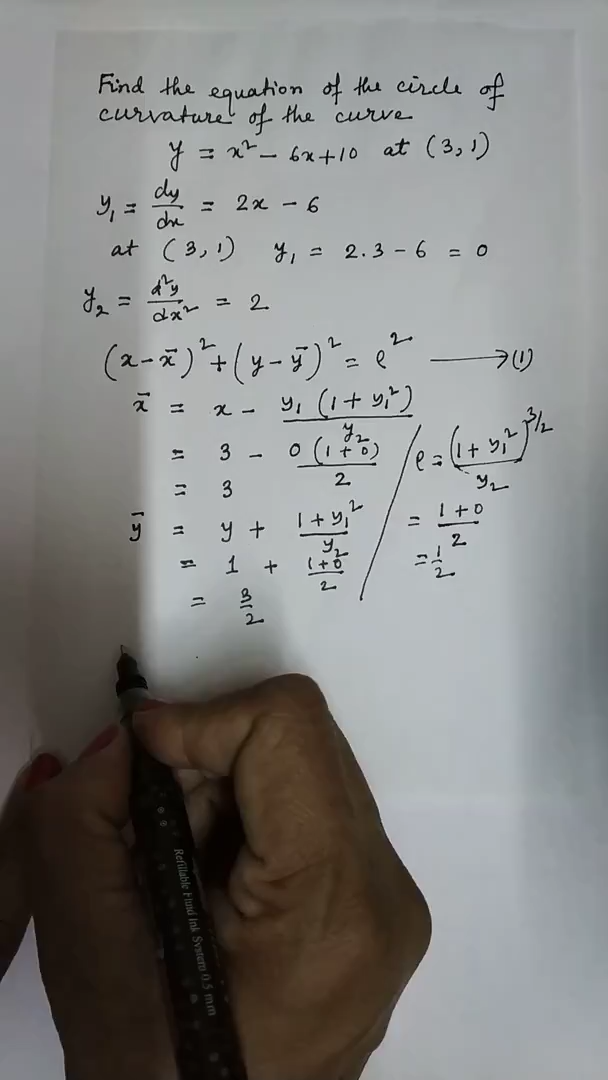 Find the equation of the circle of
curvature of the curve
y = x² - 6x + 10 at (3, 1)
y₁ = dy/dx = 2x - 6
at (3, 1) y₁ = 2.3 - 6 = 0
y₂ = d²y/dx² = 2
(x - x̄)² + (y - ȳ)² = ρ² ⟶ (1)
x̄ = x - y₁(1 + y₁²)/y₂
= 3 - 0(1 + 0)/2
= 3
ȳ = y + (1 + y₁²)/y₂
= 1 + (1+0)/2
= 3/2
ρ = (1 + y₁²)^3/2 / y₂
= (1 + 0)/2
= 1/2
Refillable Fluid Ink System 0.5 mm